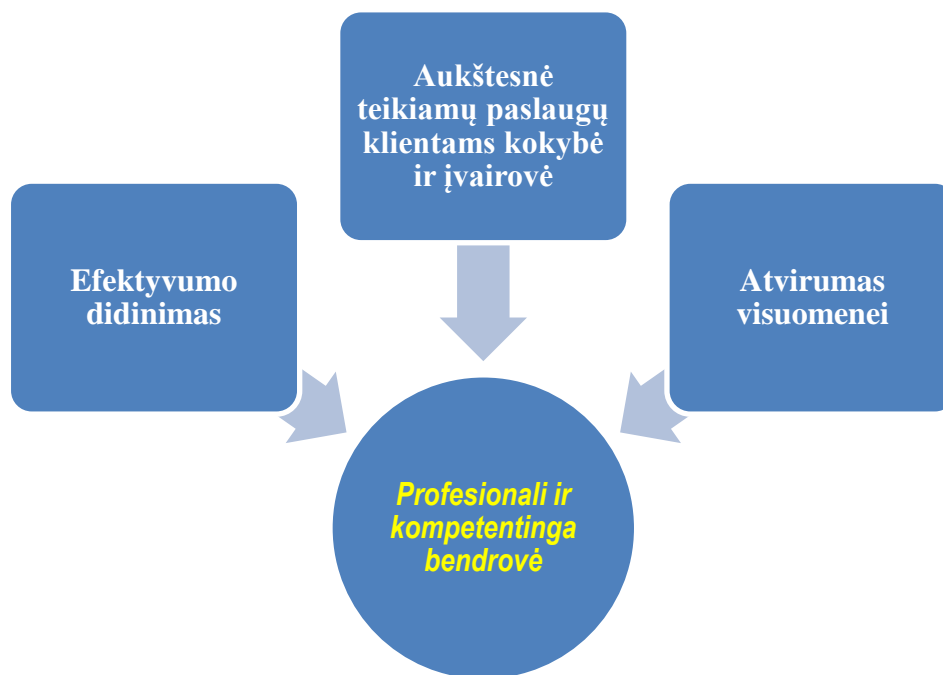 Aukštesnė
teikiamų paslaugų
klientams kokybė
ir įvairovė
Efektyvumo
didinimas
Atvirumas
visuomenei
Profesionali ir
kompetentinga
bendrovė